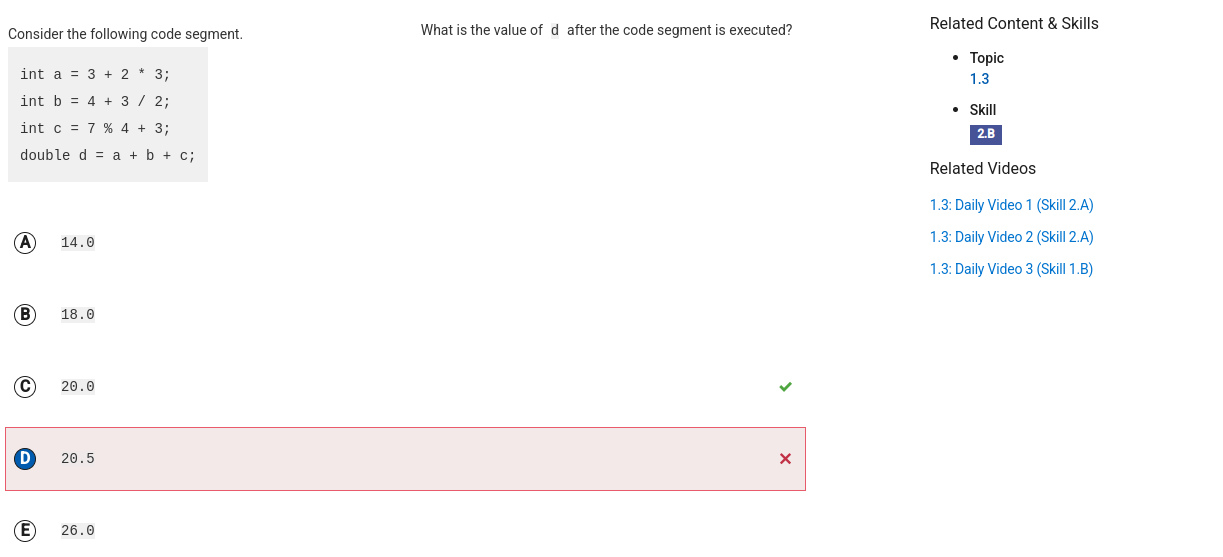 Consider the following code segment.
int a = 3 + 2 * 3;
int b = 4 + 3 / 2;
int c = 7 % 4 + 3;
double d = a + b + c;
What is the value of d after the code segment is executed?
A 14.0
B 18.0
C 20.0
D 20.5
E 26.0
Related Content & Skills
Topic
1.3
Skill
2.B
Related Videos
1.3: Daily Video 1 (Skill 2.A)
1.3: Daily Video 2 (Skill 2.A)
1.3: Daily Video 3 (Skill 1.B)